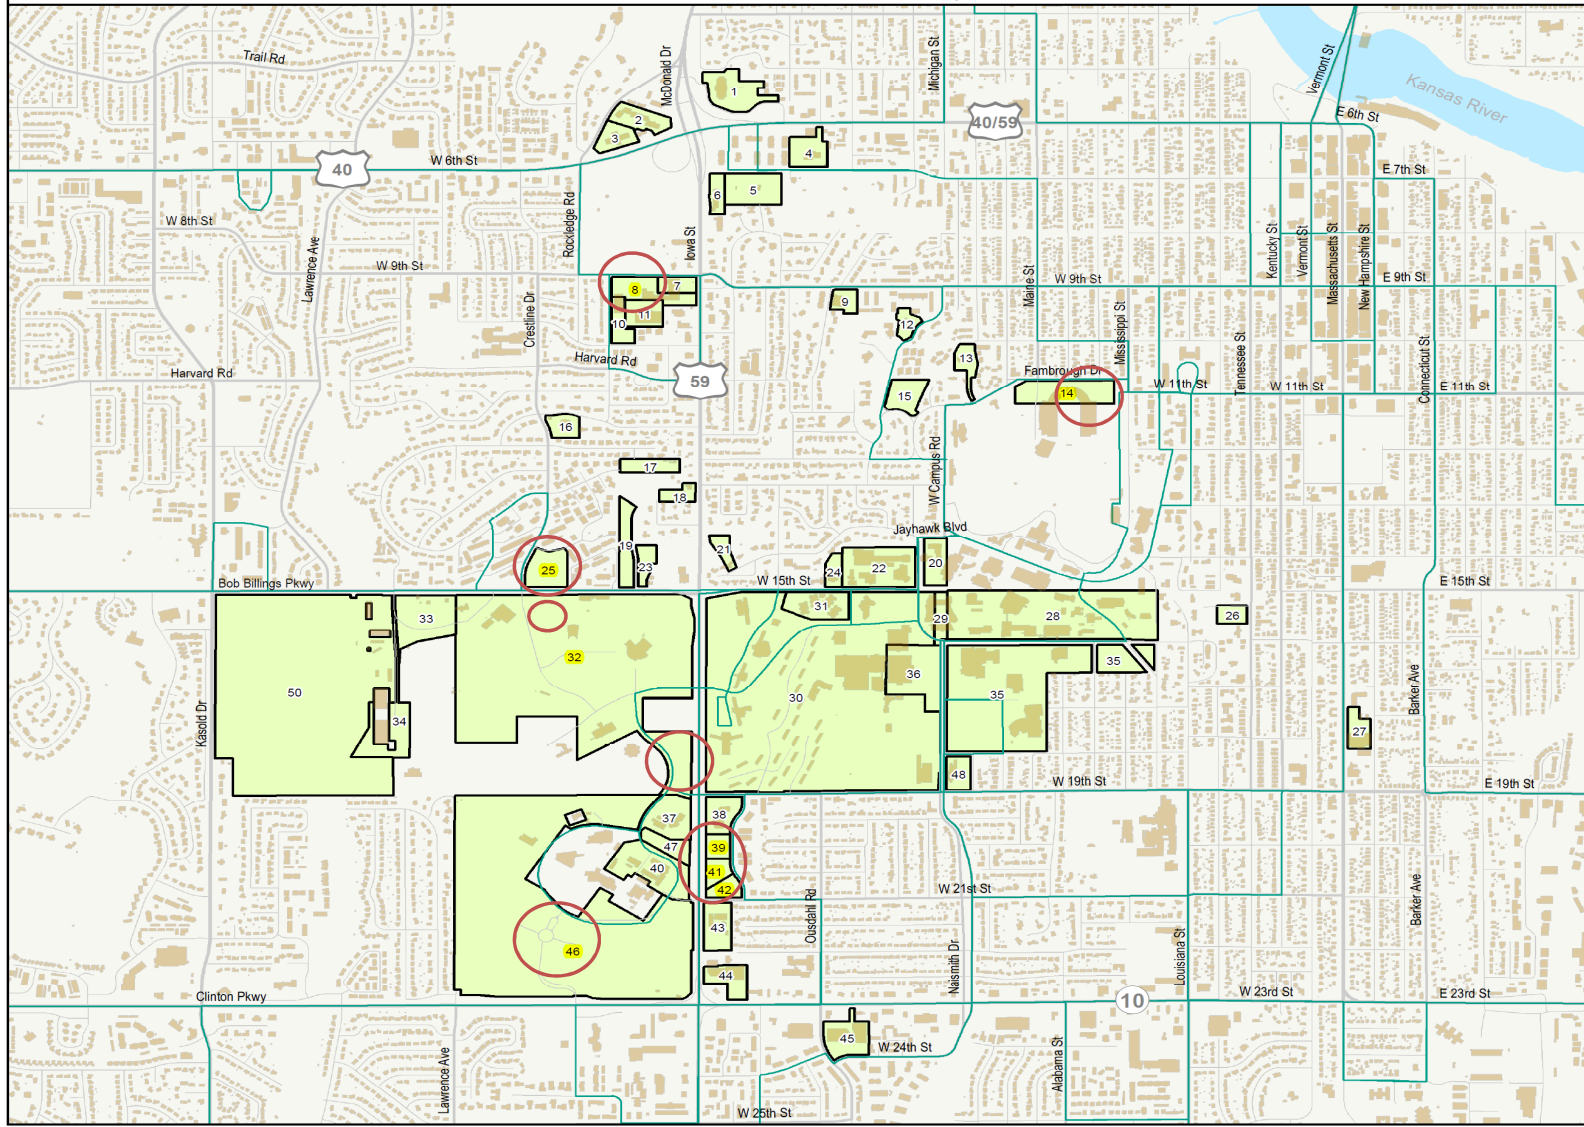 Trail Rd
McDonald Dr
Michigan St
Vermont St
Kansas River
1
2
3
40/59
E 6th St
4
W 6th St
40
E 7th St
5
6
Rockledge Rd
W 8th St
Iowa St
Lawrence Ave
Kentucky St
Vermont St
Massachusetts St
New Hampshire St
W 9th St
Maine St
W 9th St
E 9th St
8
7
9
Crestline Dr
11
10
12
Mississippi St
Tennessee St
Connecticut St
Harvard Rd
13
Fambrough Dr
Harvard Rd
59
W 11th St
W 11th St
E 11th St
14
15
16
W Campus Rd
17
18
Jayhawk Blvd
19
21
20
25
23
24
22
Bob Billings Pkwy
W 15th St
E 15th St
31
33
29
28
26
32
35
36
50
30
35
Barker Ave
Kasold Dr
34
27
48
W 19th St
E 19th St
37
38
39
47
40
41
42
W 21st St
Barker Ave
Ousdahl Rd
43
46
Naismith Dr
Louisiana St
44
Clinton Pkwy
10
W 23rd St
E 23rd St
45
W 24th St
Alabama St
Lawrence Ave
W 25th St